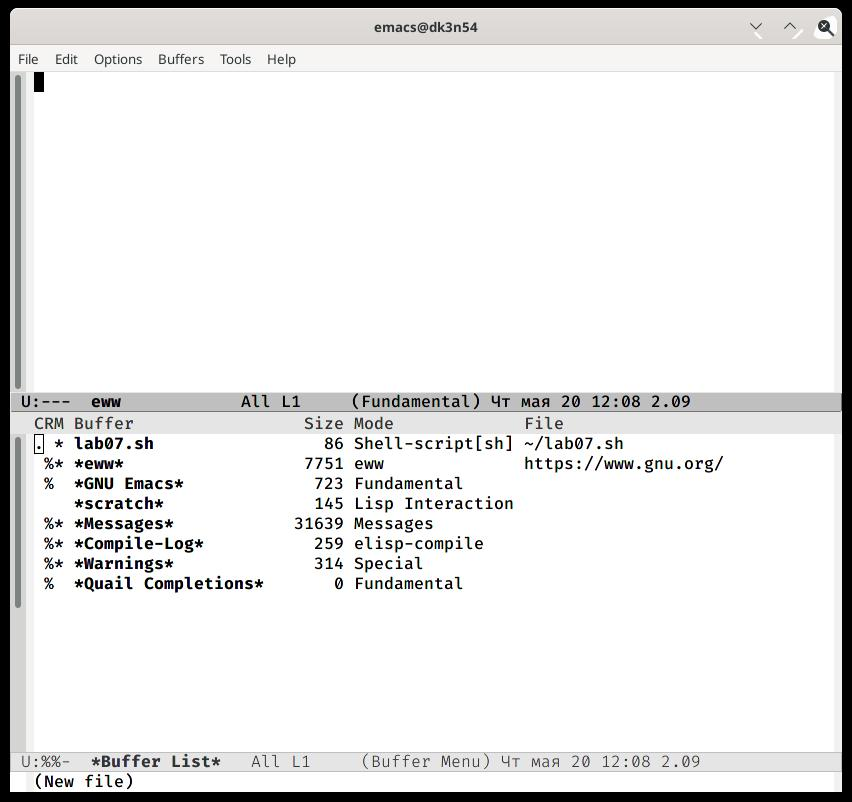 emacs@dk3n54
File Edit Options Buffers Tools Help
U:--- eww All L1 (Fundamental) Чт мая 20 12:08 2.09
CRM Buffer Size Mode File
. * lab07.sh 86 Shell-script[sh] ~/lab07.sh
%* *eww* 7751 eww https://www.gnu.org/
% *GNU Emacs* 723 Fundamental
*scratch* 145 Lisp Interaction
%* *Messages* 31639 Messages
%* *Compile-Log* 259 elisp-compile
%* *Warnings* 314 Special
% *Quail Completions* 0 Fundamental
U:%%- *Buffer List* All L1 (Buffer Menu) Чт мая 20 12:08 2.09
(New file)